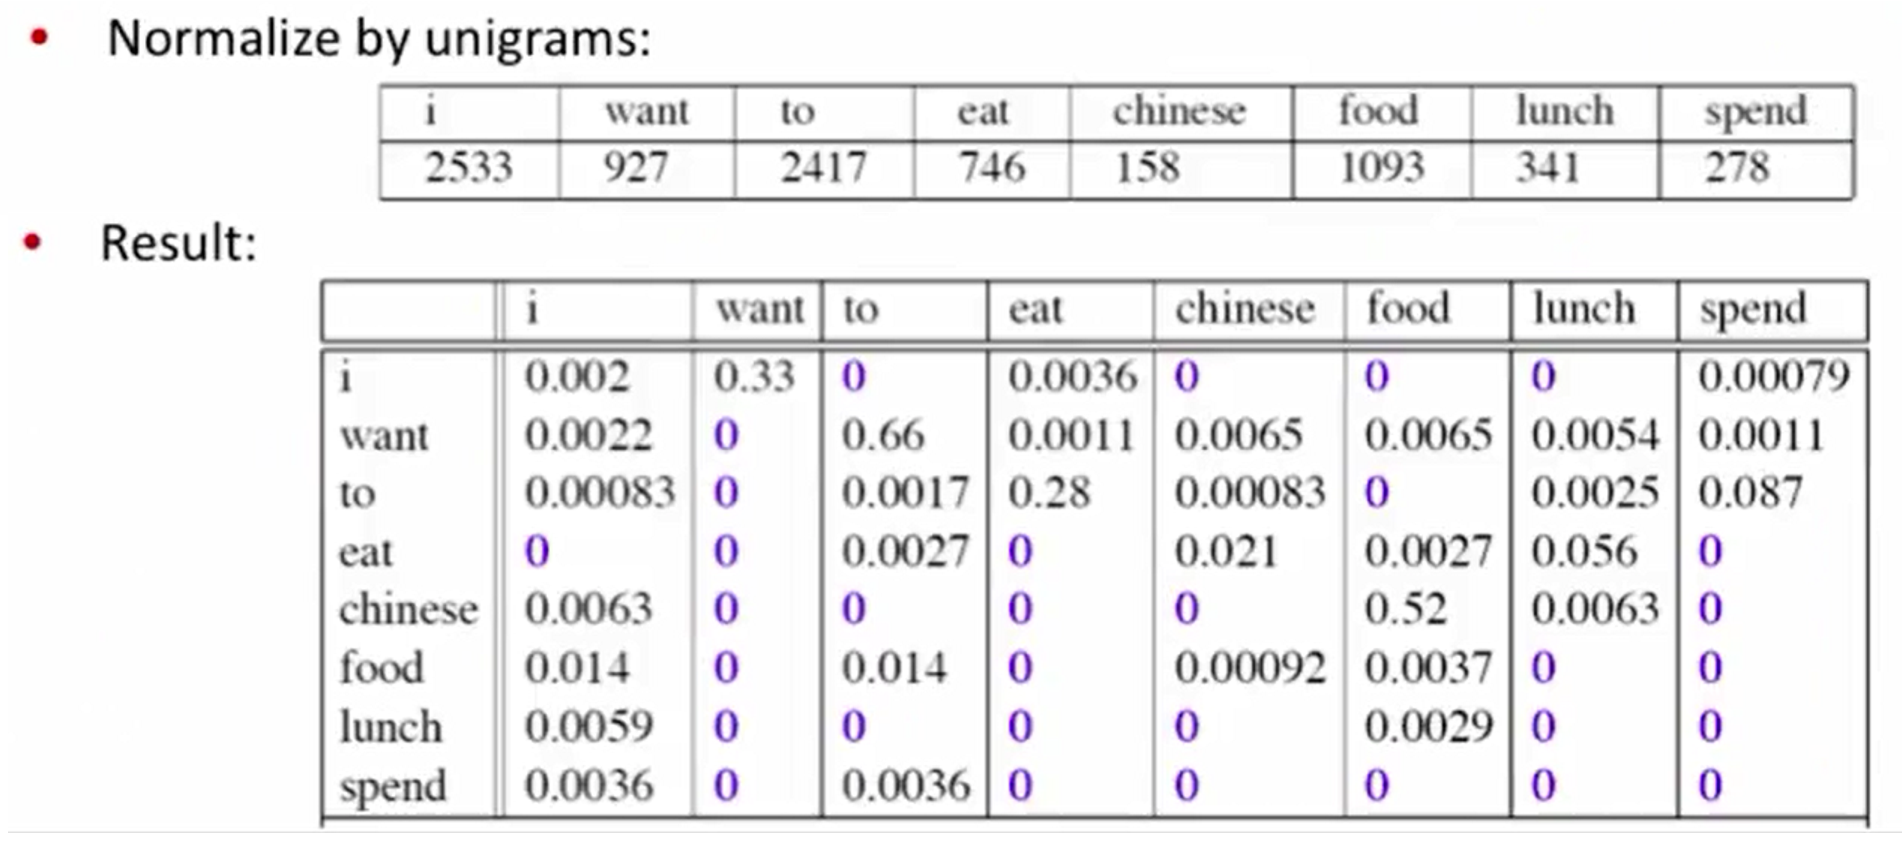 • Normalize by unigrams:
i want to eat chinese food lunch spend
2533 927 2417 746 158 1093 341 278
• Result:
i want to eat chinese food lunch spend
i 0.002 0.33 0 0.0036 0 0 0 0.00079
want 0.0022 0 0.66 0.0011 0.0065 0.0065 0.0054 0.0011
to 0.00083 0 0.0017 0.28 0.00083 0 0.0025 0.087
eat 0 0 0.0027 0 0.021 0.0027 0.056 0
chinese 0.0063 0 0 0 0 0.52 0.0063 0
food 0.014 0 0.014 0 0.00092 0.0037 0 0
lunch 0.0059 0 0 0 0 0.0029 0 0
spend 0.0036 0 0.0036 0 0 0 0 0